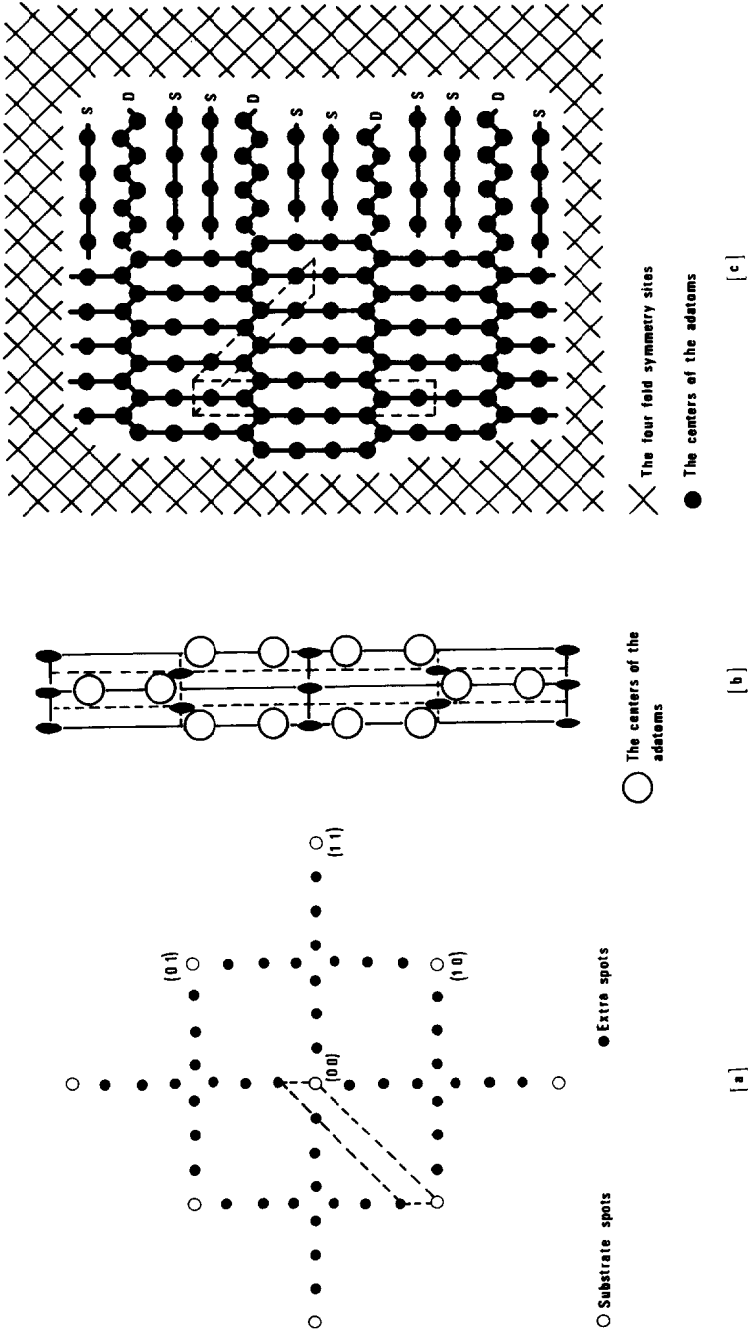 (0 1)
(0 0)
(1 1)
(1 0)
Substrate spots
Extra spots
[a]
The centers of the
adatoms
[b]
S
D
S
S
D
S
S
D
S
S
D
S
The four fold symmetry sites
The centers of the adatoms
[c]